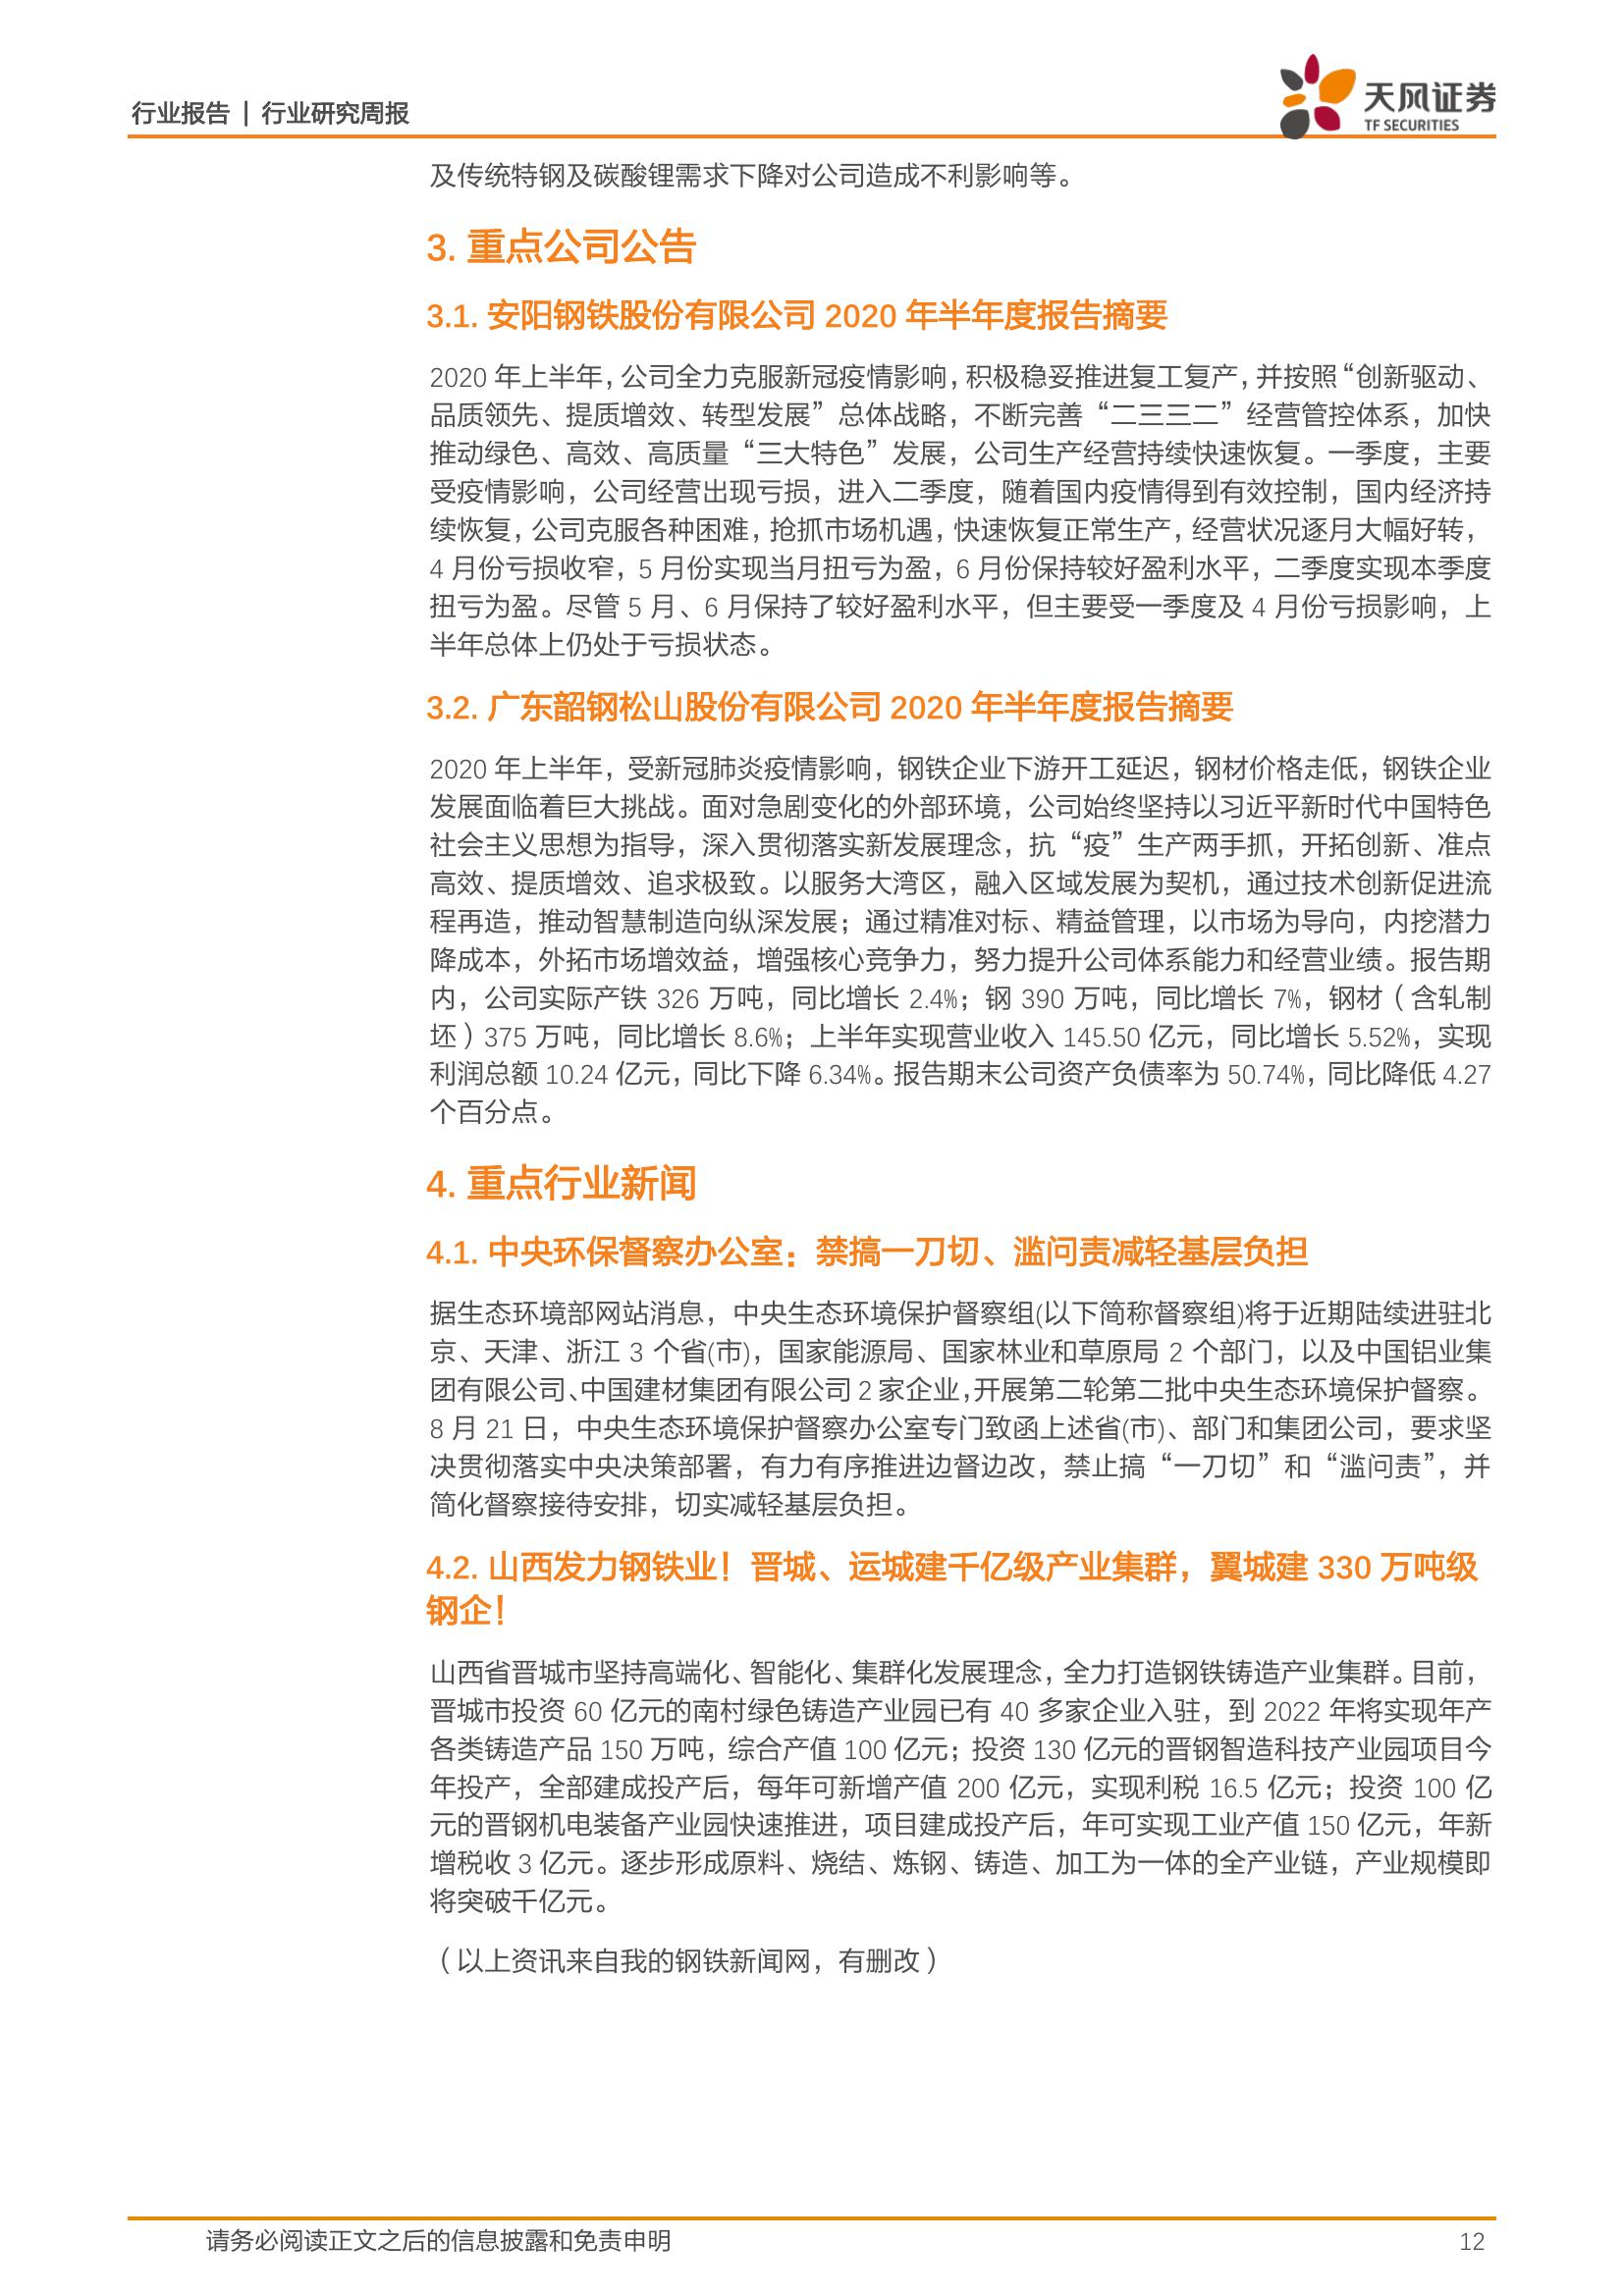 行业报告 | 行业研究周报
天风证券
TF SECURITIES
及传统特钢及碳酸锂需求下降对公司造成不利影响等。
3. 重点公司公告
3.1. 安阳钢铁股份有限公司 2020 年半年度报告摘要
2020 年上半年，公司全力克服新冠疫情影响，积极稳妥推进复工复产，并按照“创新驱动、
品质领先、提质增效、转型发展”总体战略，不断完善“二三三二”经营管控体系，加快
推动绿色、高效、高质量“三大特色”发展，公司生产经营持续快速恢复。一季度，主要
受疫情影响，公司经营出现亏损，进入二季度，随着国内疫情得到有效控制，国内经济持
续恢复，公司克服各种困难，抢抓市场机遇，快速恢复正常生产，经营状况逐月大幅好转，
4 月份亏损收窄，5 月份实现当月扭亏为盈，6 月份保持较好盈利水平，二季度实现本季度
扭亏为盈。尽管 5 月、6 月保持了较好盈利水平，但主要受一季度及 4 月份亏损影响，上
半年总体上仍处于亏损状态。
3.2. 广东韶钢松山股份有限公司 2020 年半年度报告摘要
2020 年上半年，受新冠肺炎疫情影响，钢铁企业下游开工延迟，钢材价格走低，钢铁企业
发展面临着巨大挑战。面对急剧变化的外部环境，公司始终坚持以习近平新时代中国特色
社会主义思想为指导，深入贯彻落实新发展理念，抗“疫”生产两手抓，开拓创新、准点
高效、提质增效、追求极致。以服务大湾区，融入区域发展为契机，通过技术创新促进流
程再造，推动智慧制造向纵深发展；通过精准对标、精益管理，以市场为导向，内挖潜力
降成本，外拓市场增效益，增强核心竞争力，努力提升公司体系能力和经营业绩。报告期
内，公司实际产铁 326 万吨，同比增长 2.4%；钢 390 万吨，同比增长 7%，钢材（含轧制
坯）375 万吨，同比增长 8.6%；上半年实现营业收入 145.50 亿元，同比增长 5.52%，实现
利润总额 10.24 亿元，同比下降 6.34%。报告期末公司资产负债率为 50.74%，同比降低 4.27
个百分点。
4. 重点行业新闻
4.1. 中央环保督察办公室：禁搞一刀切、滥问责减轻基层负担
据生态环境部网站消息，中央生态环境保护督察组(以下简称督察组)将于近期陆续进驻北
京、天津、浙江 3 个省(市)，国家能源局、国家林业和草原局 2 个部门，以及中国铝业集
团有限公司、中国建材集团有限公司 2 家企业，开展第二轮第二批中央生态环境保护督察。
8 月 21 日，中央生态环境保护督察办公室专门致函上述省(市)、部门和集团公司，要求坚
决贯彻落实中央决策部署，有力有序推进边督边改，禁止搞“一刀切”和“滥问责”，并
简化督察接待安排，切实减轻基层负担。
4.2. 山西发力钢铁业！晋城、运城建千亿级产业集群，翼城建 330 万吨级
钢企！
山西省晋城市坚持高端化、智能化、集群化发展理念，全力打造钢铁铸造产业集群。目前，
晋城市投资 60 亿元的南村绿色铸造产业园已有 40 多家企业入驻，到 2022 年将实现年产
各类铸造产品 150 万吨，综合产值 100 亿元；投资 130 亿元的晋钢智造科技产业园项目今
年投产，全部建成投产后，每年可新增产值 200 亿元，实现利税 16.5 亿元；投资 100 亿
元的晋钢机电装备产业园快速推进，项目建成投产后，年可实现工业产值 150 亿元，年新
增税收 3 亿元。逐步形成原料、烧结、炼钢、铸造、加工为一体的全产业链，产业规模即
将突破千亿元。
（以上资讯来自我的钢铁新闻网，有删改）
请务必阅读正文之后的信息披露和免责申明
12